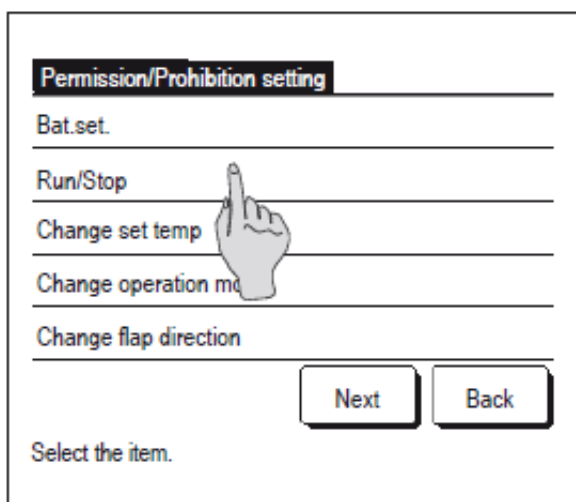 Permission/Prohibition setting
Bat.set.
Run/Stop
Change set temp
Change operation
Change flap direction
Next Back
Select the item.